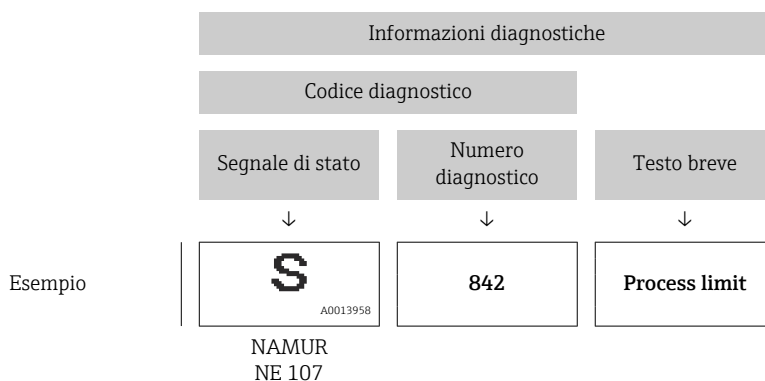 Informazioni diagnostiche
Codice diagnostico
Segnale di stato
Numero
diagnostico
Testo breve
↓ ↓ ↓
Esempio
S
A0013958
842
Process limit
NAMUR
NE 107